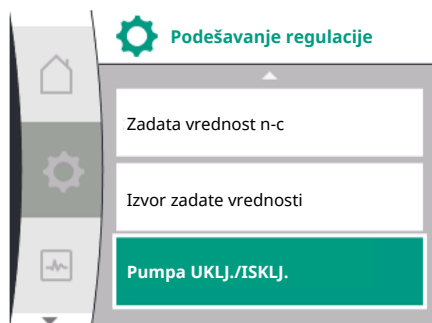 Podešavanje regulacije
Zadata vrednost n-c
Izvor zadate vrednosti
Pumpa UKLJ./ISKLJ.